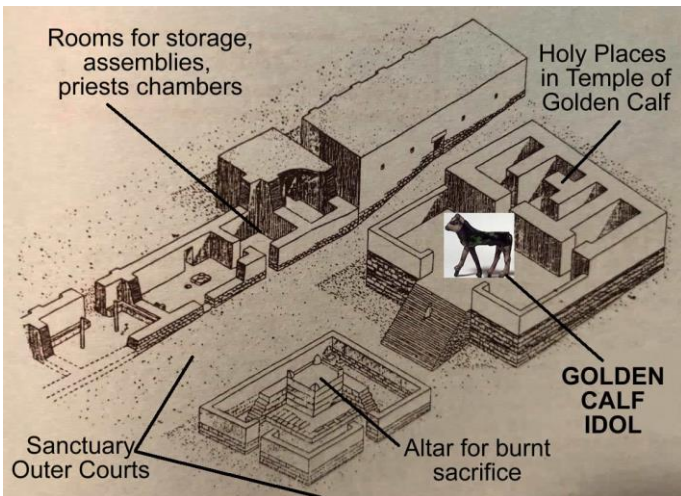 Rooms for storage,
assemblies,
priests chambers
Holy Places
in Temple of
Golden Calf
GOLDEN
CALF
IDOL
Sanctuary
Outer Courts
Altar for burnt
sacrifice